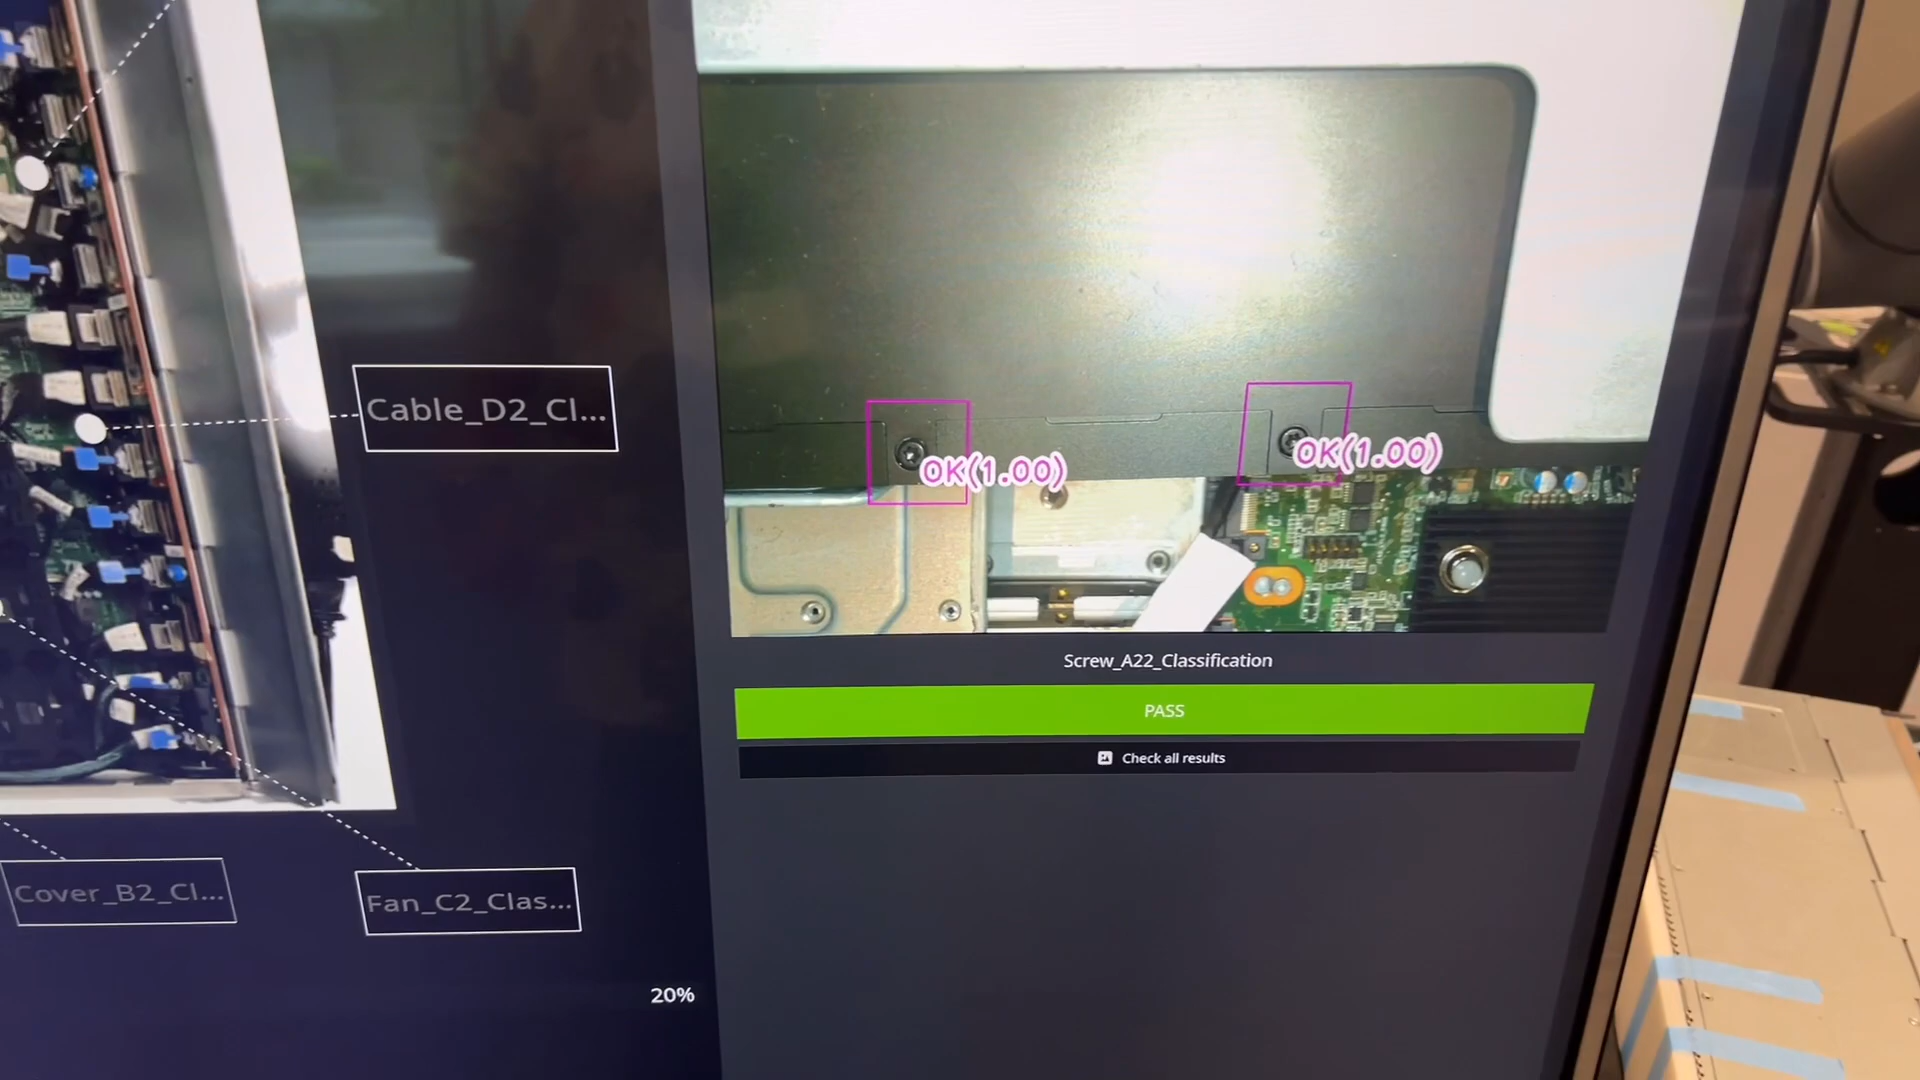 Cable_D2_Cl...
Cover_B2_Cl...
Fan_C2_Clas...
20%
OK(1.00)
OK(1.00)
Screw_A22_Classification
PASS
Check all results